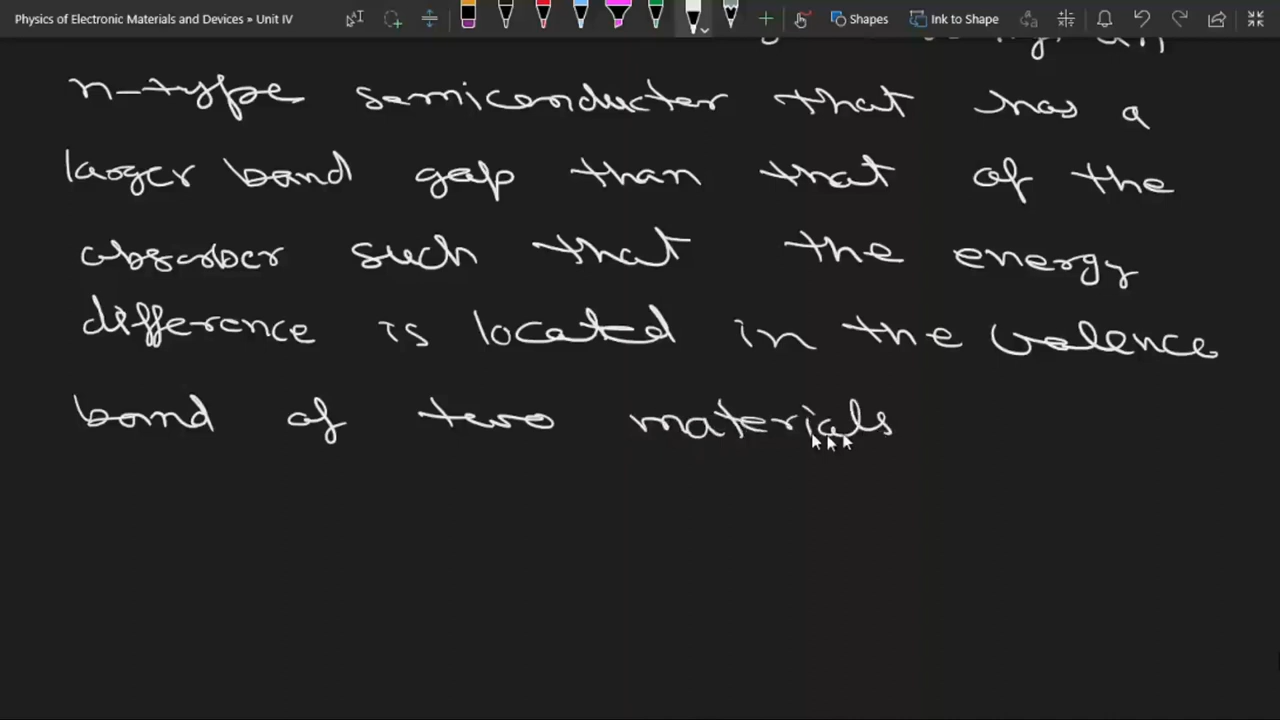 Physics of Electronic Materials and Devices » Unit IV
Shapes
Ink to Shape
n-type semiconductor that has a
larger band gap than that of the
absorber such that the energy
difference is located in the valence
band of two materials